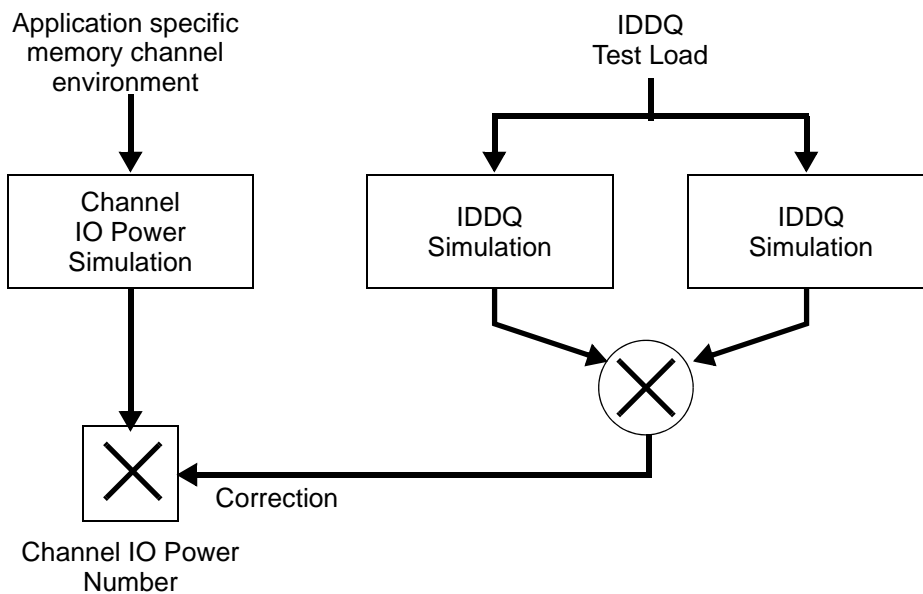 Application specific
memory channel
environment
IDDQ
Test Load
Channel
IO Power
Simulation
IDDQ
Simulation
IDDQ
Simulation
Correction
Channel IO Power
Number